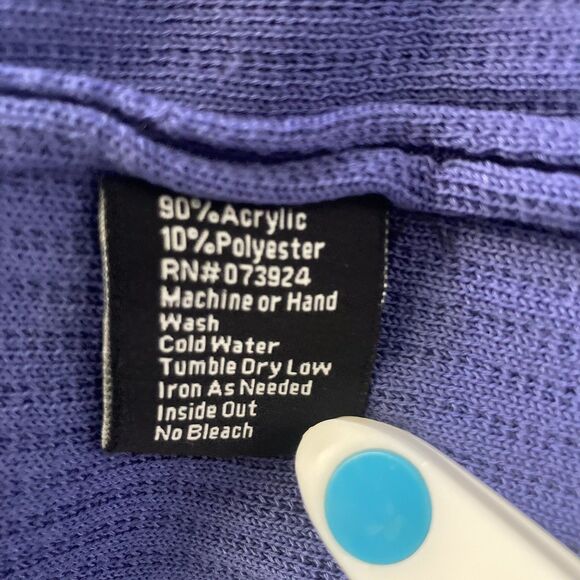 90%Acrylic
10%Polyester
RN#073924
Machine or Hand
Wash
Cold Water
Tumble Dry Low
Iron As Needed
Inside Out
No Bleach